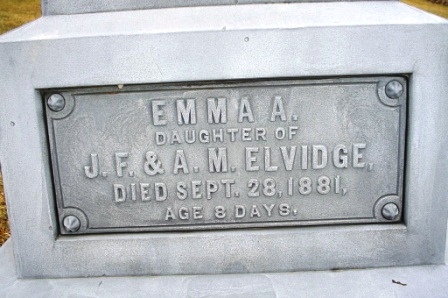 EMMA A.
DAUGHTER OF
J. F. & A. M. ELVIDGE,
DIED SEPT. 28, 1881,
AGE 8 DAYS.